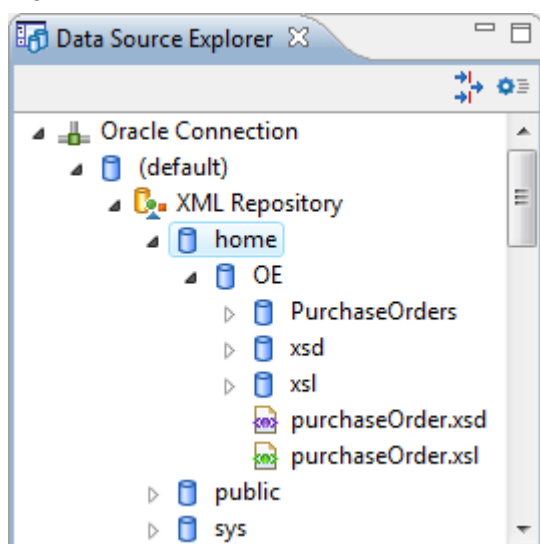 Data Source Explorer
Oracle Connection
(default)
XML Repository
home
OE
PurchaseOrders
xsd
xsl
purchaseOrder.xsd
purchaseOrder.xsl
public
sys